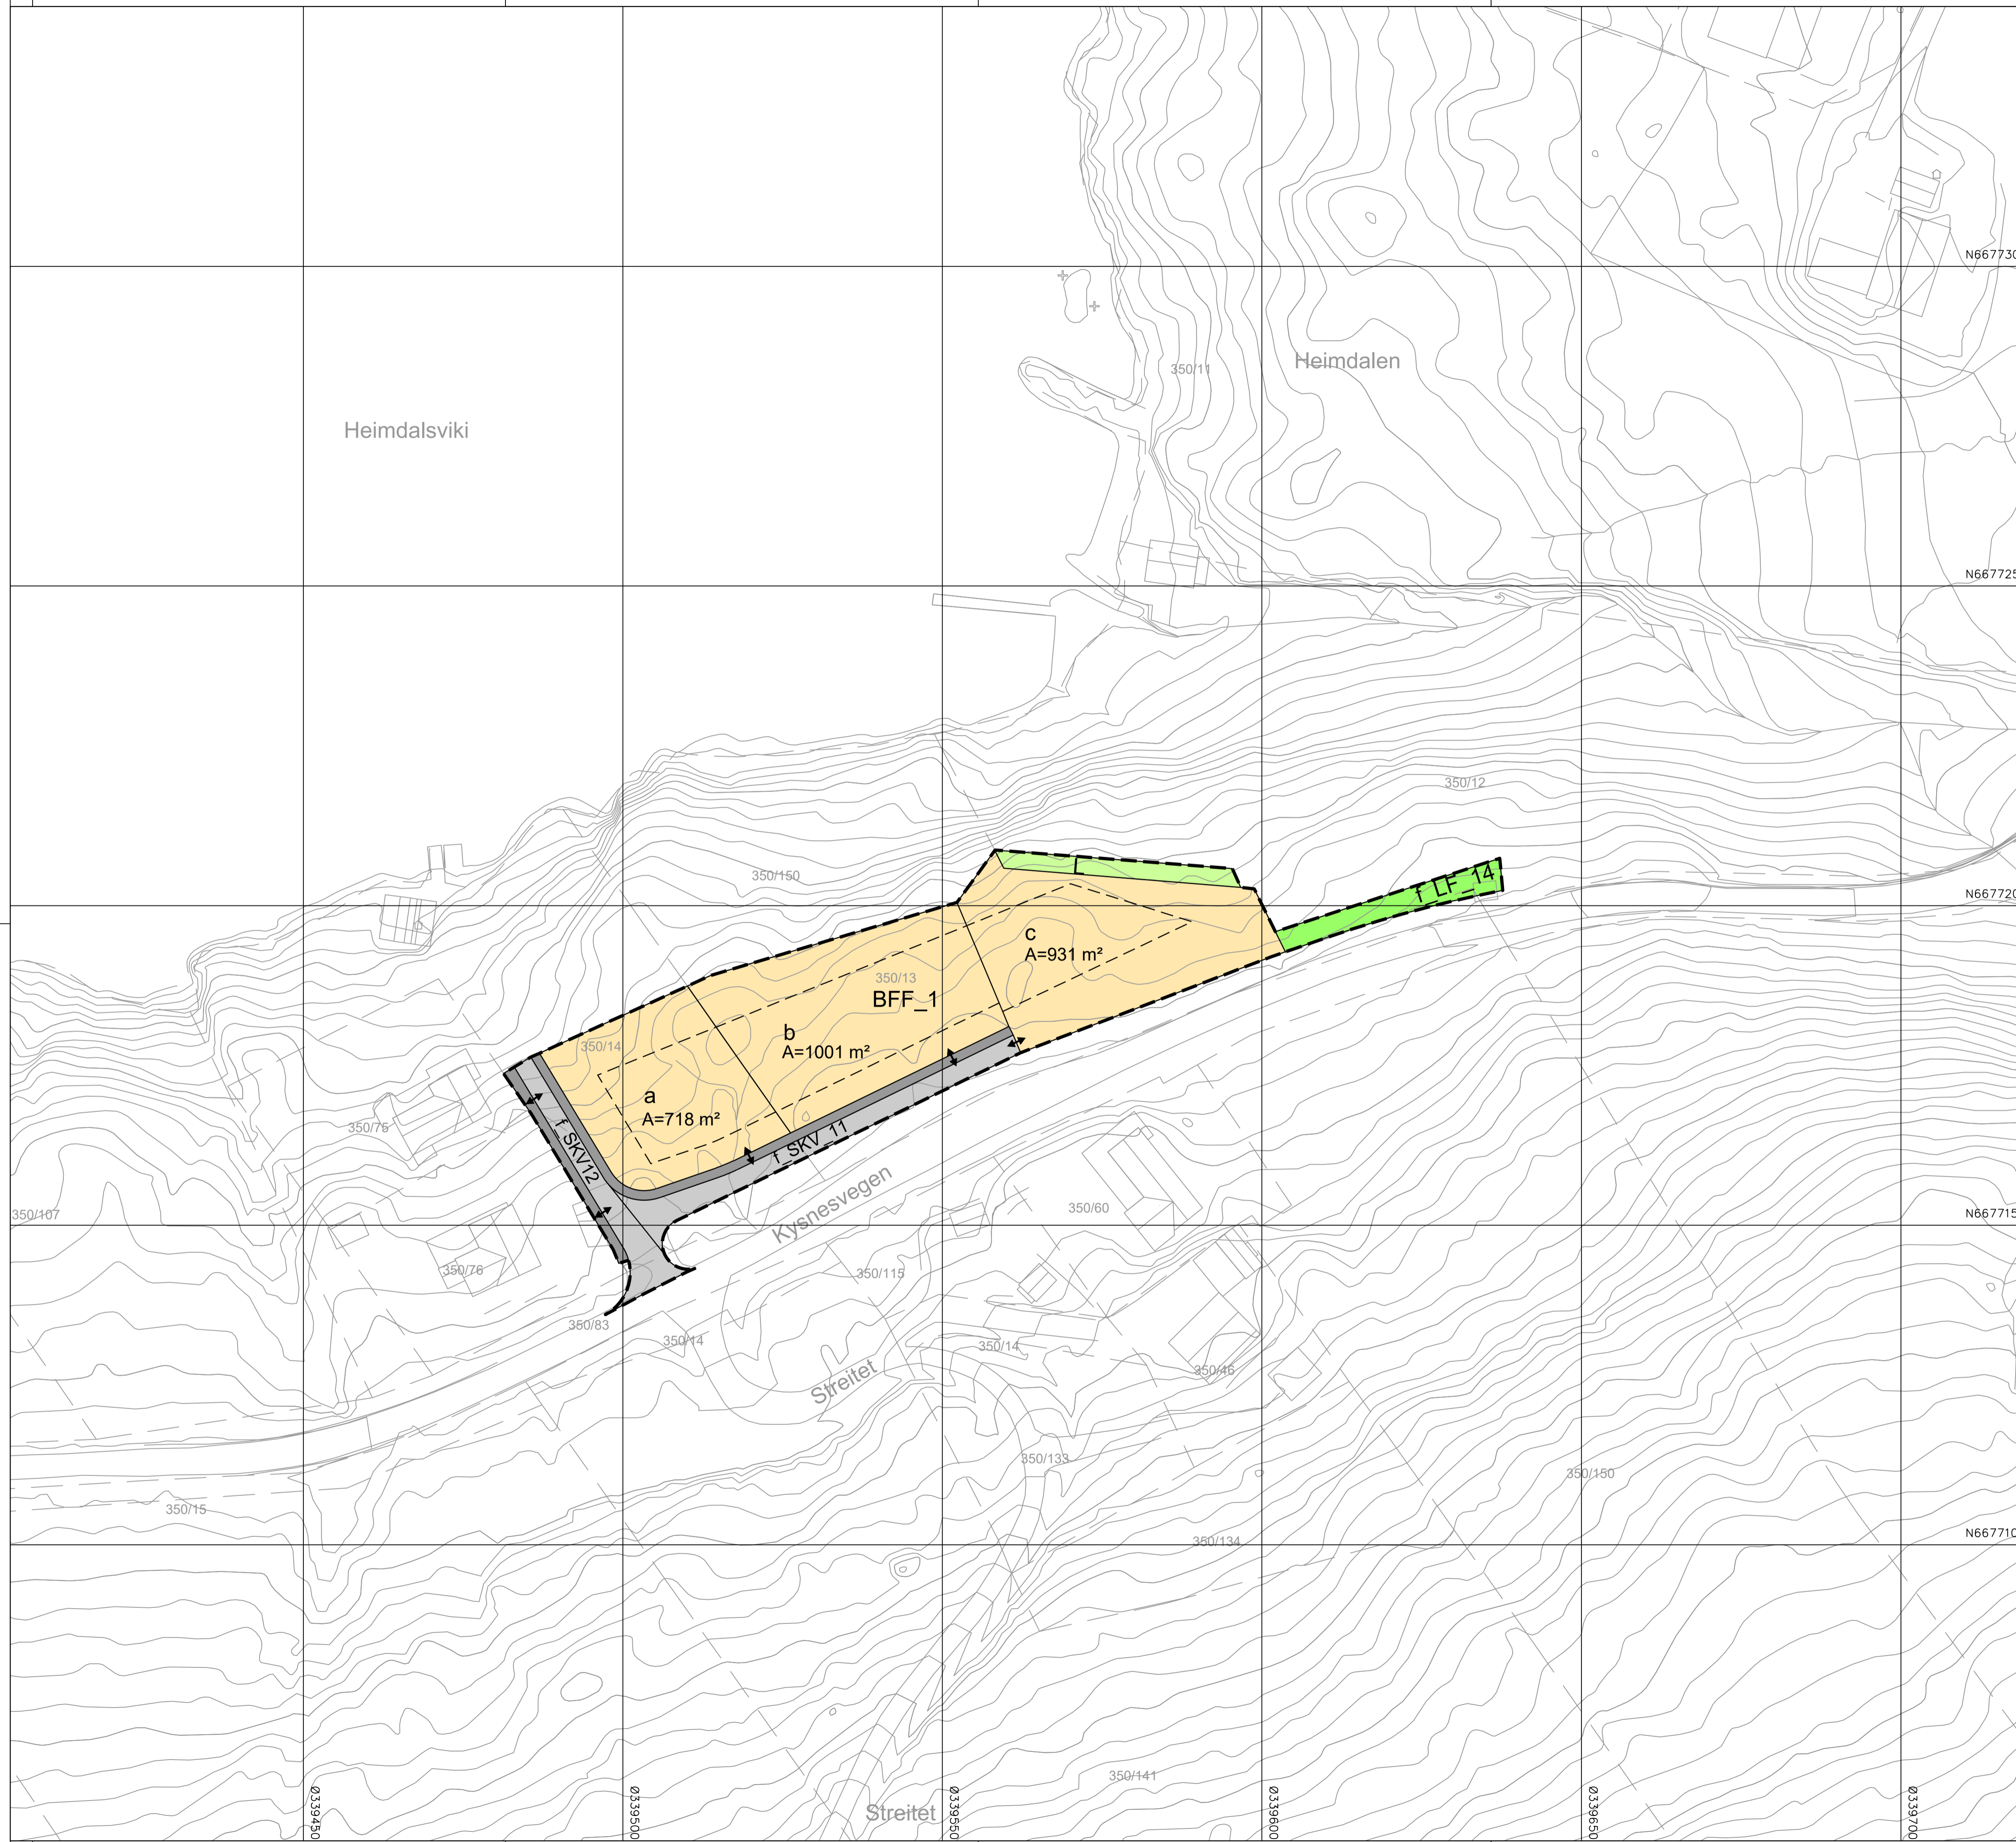 N667730
350/11
Heimdalen
Heimdalsviki
N667725
350/12
L
350/150
f_LF_14
N667720
c
A=931 m²
350/13
BFF_1
b
A=1001 m²
350/14
a
A=718 m²
350/75
f_SKV12
f_SKV_11
Kysnesvegen
350/60
350/107
N667715
350/76
350/115
350/83
350/14
350/14
350/46
Streitet
350/133
350/150
350/15
N667710
350/134
350/141
Streitet
Ø339450
Ø339500
Ø339550
Ø339600
Ø339650
Ø339700